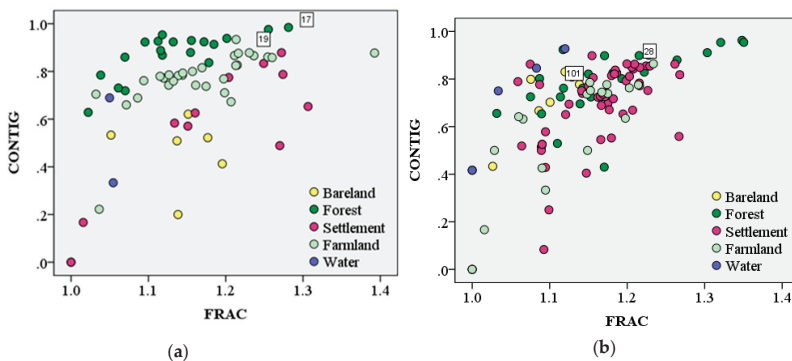 1.0
.8
.6
.4
.2
.0
CONTIG
17
19
Bareland
Forest
Settlement
Farmland
Water
1.0 1.1 1.2 1.3 1.4
FRAC
(a)
1.0
.8
.6
.4
.2
.0
CONTIG
28
101
Bareland
Forest
Settlement
Farmland
Water
1.0 1.1 1.2 1.3 1.4
FRAC
(b)